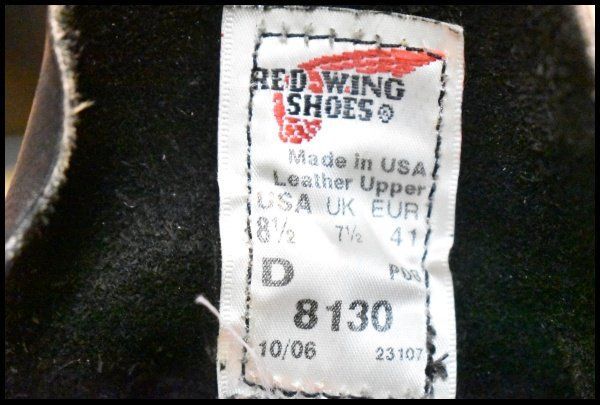 RED WING
SHOES®
Made in USA
Leather Upper
USA UK EUR
8½ 7½ 41
D
8130
10/06 23107